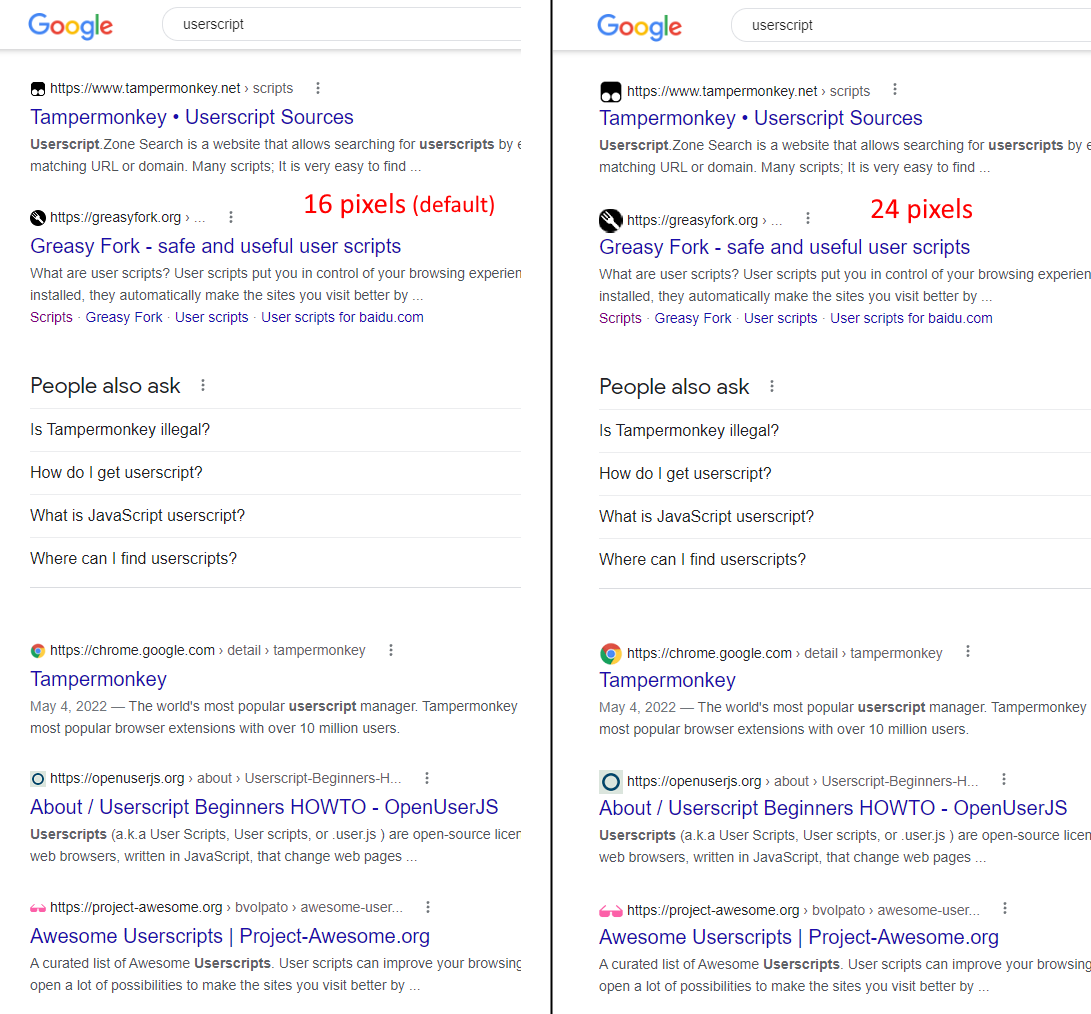 Google
userscript
https://www.tampermonkey.net › scripts
Tampermonkey • Userscript Sources
Userscript.Zone Search is a website that allows searching for userscripts by e
matching URL or domain. Many scripts; It is very easy to find ...
16 pixels (default)
https://greasyfork.org › ...
Greasy Fork - safe and useful user scripts
What are user scripts? User scripts put you in control of your browsing experien
installed, they automatically make the sites you visit better by ...
Scripts · Greasy Fork · User scripts · User scripts for baidu.com
People also ask
Is Tampermonkey illegal?
How do I get userscript?
What is JavaScript userscript?
Where can I find userscripts?
https://chrome.google.com › detail › tampermonkey
Tampermonkey
May 4, 2022 — The world's most popular userscript manager. Tampermonkey
most popular browser extensions with over 10 million users.
https://openuserjs.org › about › Userscript-Beginners-H...
About / Userscript Beginners HOWTO - OpenUserJS
Userscripts (a.k.a User Scripts, User scripts, or .user.js ) are open-source licen
web browsers, written in JavaScript, that change web pages ...
https://project-awesome.org › bvolpato › awesome-user...
Awesome Userscripts | Project-Awesome.org
A curated list of Awesome Userscripts. User scripts can improve your browsing
open a lot of possibilities to make the sites you visit better by ...
Google
userscript
https://www.tampermonkey.net › scripts
Tampermonkey • Userscript Sources
Userscript.Zone Search is a website that allows searching for userscripts by e
matching URL or domain. Many scripts; It is very easy to find ...
24 pixels
https://greasyfork.org › ...
Greasy Fork - safe and useful user scripts
What are user scripts? User scripts put you in control of your browsing experien
installed, they automatically make the sites you visit better by ...
Scripts · Greasy Fork · User scripts · User scripts for baidu.com
People also ask
Is Tampermonkey illegal?
How do I get userscript?
What is JavaScript userscript?
Where can I find userscripts?
https://chrome.google.com › detail › tampermonkey
Tampermonkey
May 4, 2022 — The world's most popular userscript manager. Tampermonkey
most popular browser extensions with over 10 million users.
https://openuserjs.org › about › Userscript-Beginners-H...
About / Userscript Beginners HOWTO - OpenUserJS
Userscripts (a.k.a User Scripts, User scripts, or .user.js ) are open-source licen
web browsers, written in JavaScript, that change web pages ...
https://project-awesome.org › bvolpato › awesome-user...
Awesome Userscripts | Project-Awesome.org
A curated list of Awesome Userscripts. User scripts can improve your browsing
open a lot of possibilities to make the sites you visit better by ...